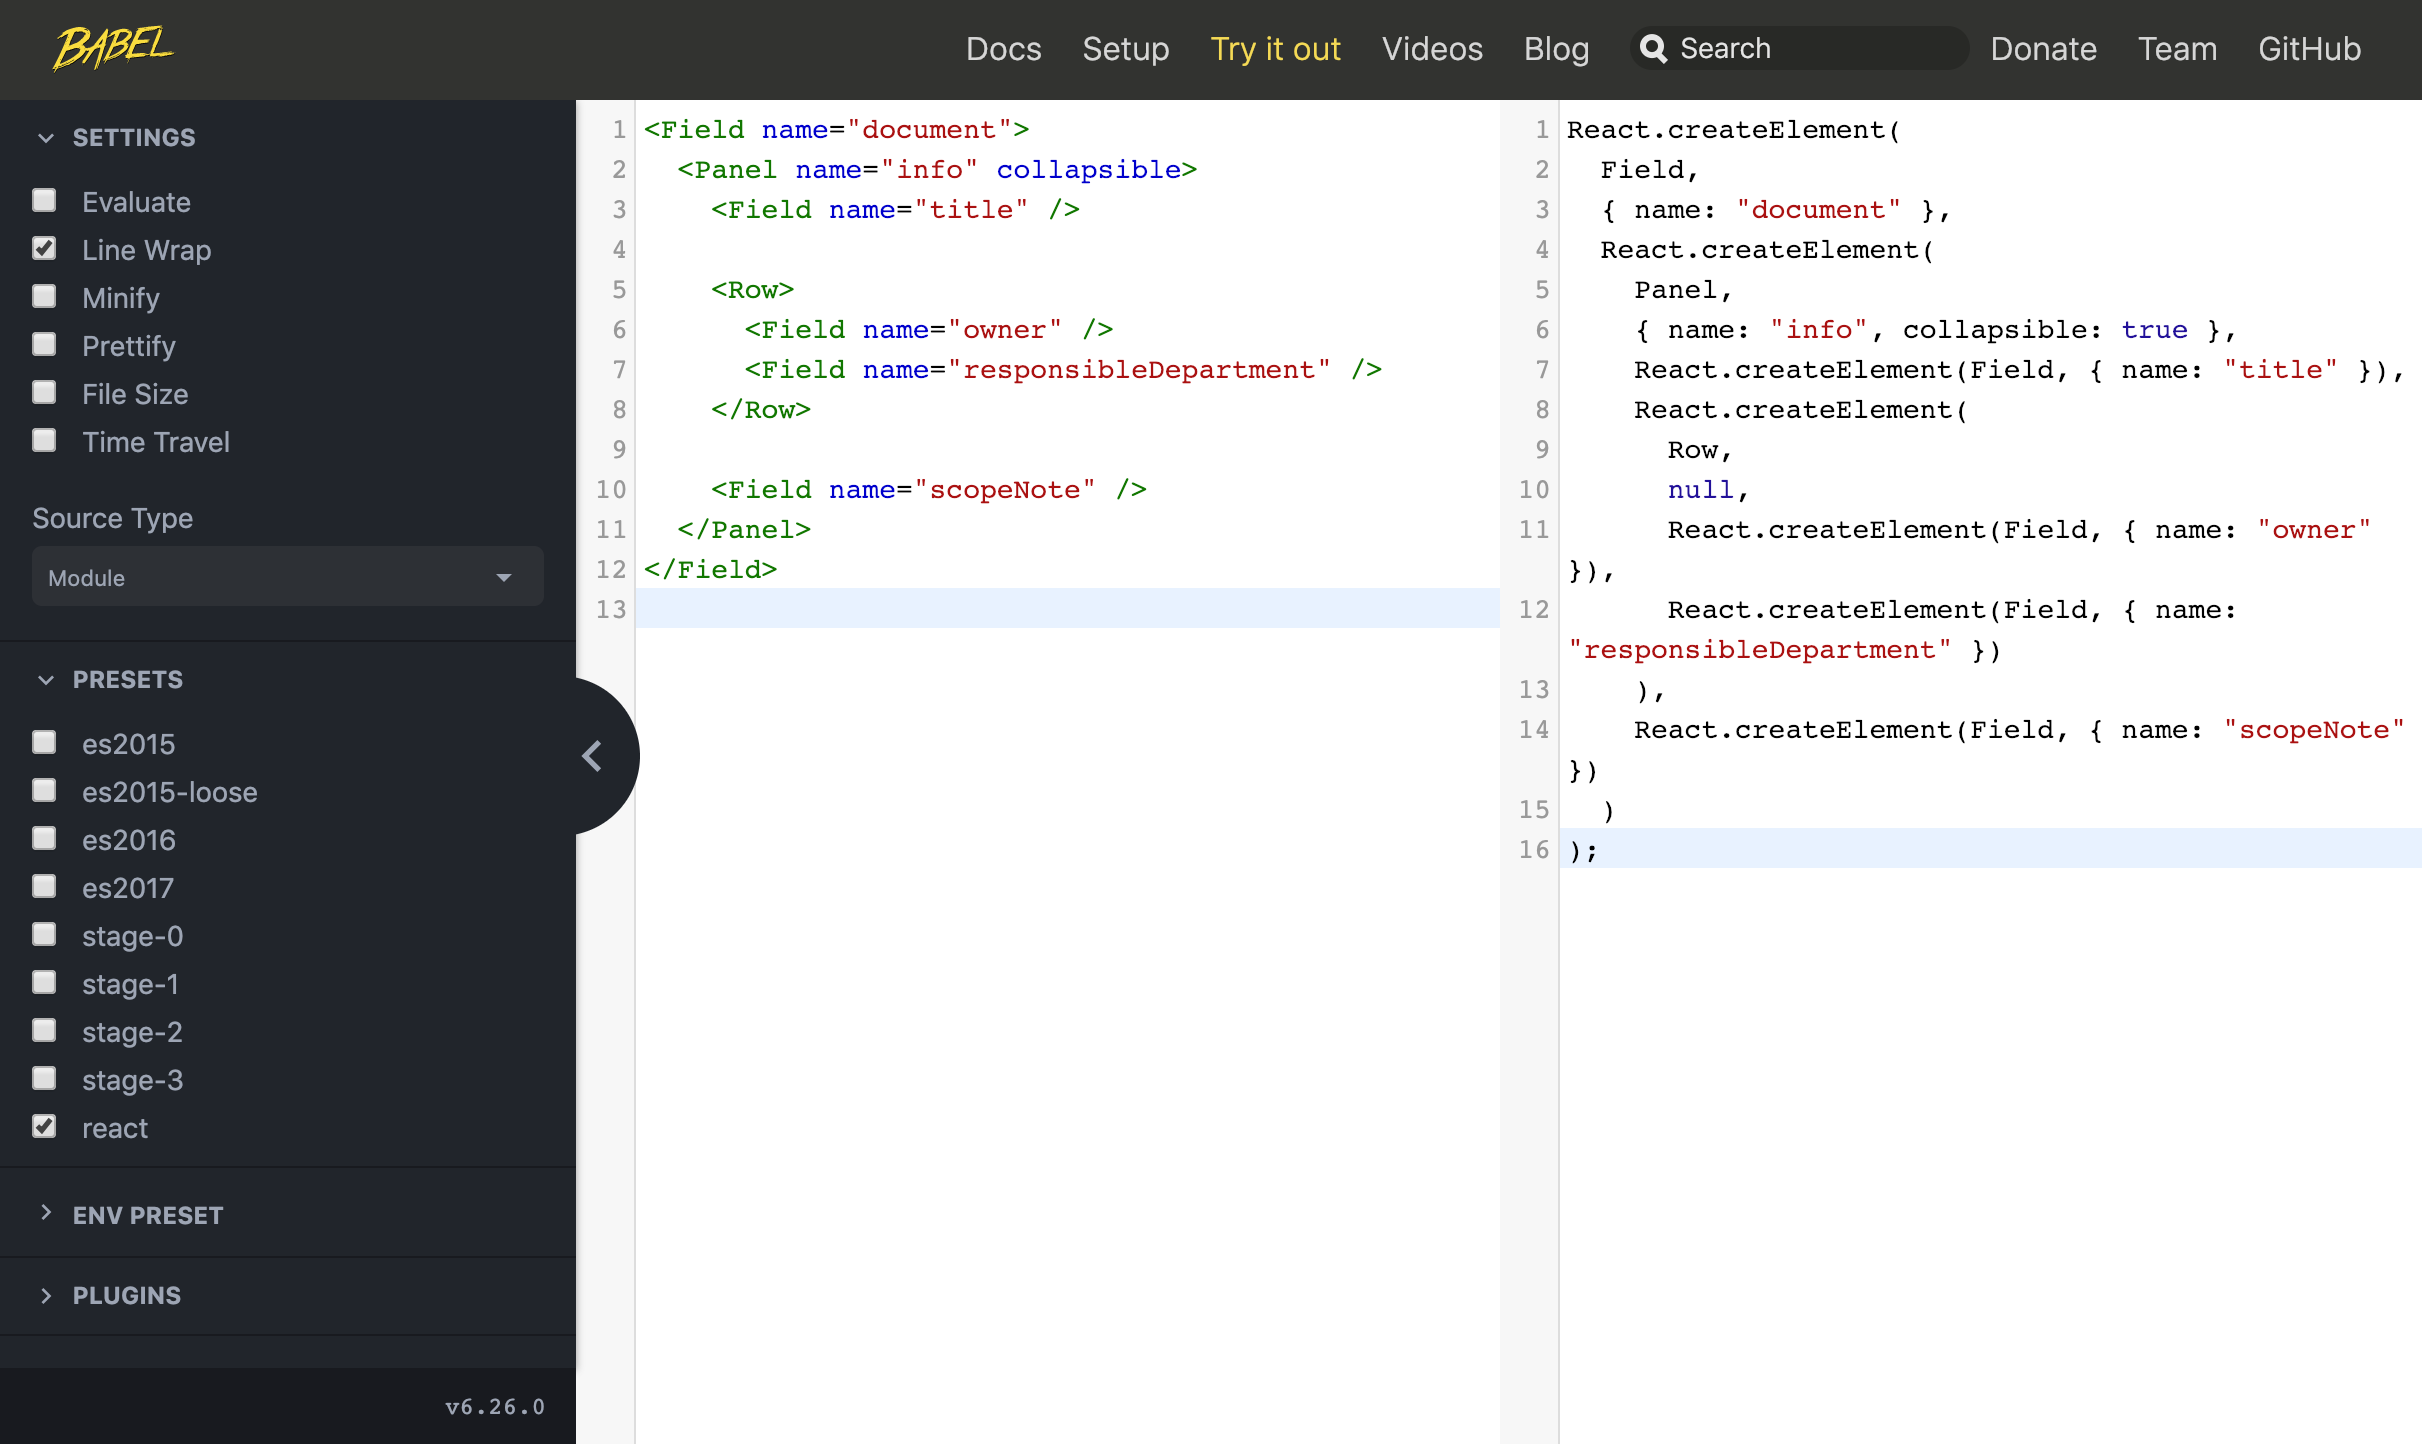 BABEL
Docs Setup Try it out Videos Blog Search Donate Team GitHub
SETTINGS
Evaluate
Line Wrap
Minify
Prettify
File Size
Time Travel
Source Type
Module
PRESETS
es2015
es2015-loose
es2016
es2017
stage-0
stage-1
stage-2
stage-3
react
ENV PRESET
PLUGINS
v6.26.0
1 <Field name="document">
2   <Panel name="info" collapsible>
3     <Field name="title" />
4
5     <Row>
6       <Field name="owner" />
7       <Field name="responsibleDepartment" />
8     </Row>
9
10     <Field name="scopeNote" />
11   </Panel>
12 </Field>
13
1 React.createElement(
2   Field,
3   { name: "document" },
4   React.createElement(
5     Panel,
6     { name: "info", collapsible: true },
7     React.createElement(Field, { name: "title" }),
8     React.createElement(
9       Row,
10       null,
11       React.createElement(Field, { name: "owner"
}),
12       React.createElement(Field, { name:
"responsibleDepartment" })
13     ),
14     React.createElement(Field, { name: "scopeNote"
})
15   )
16 );